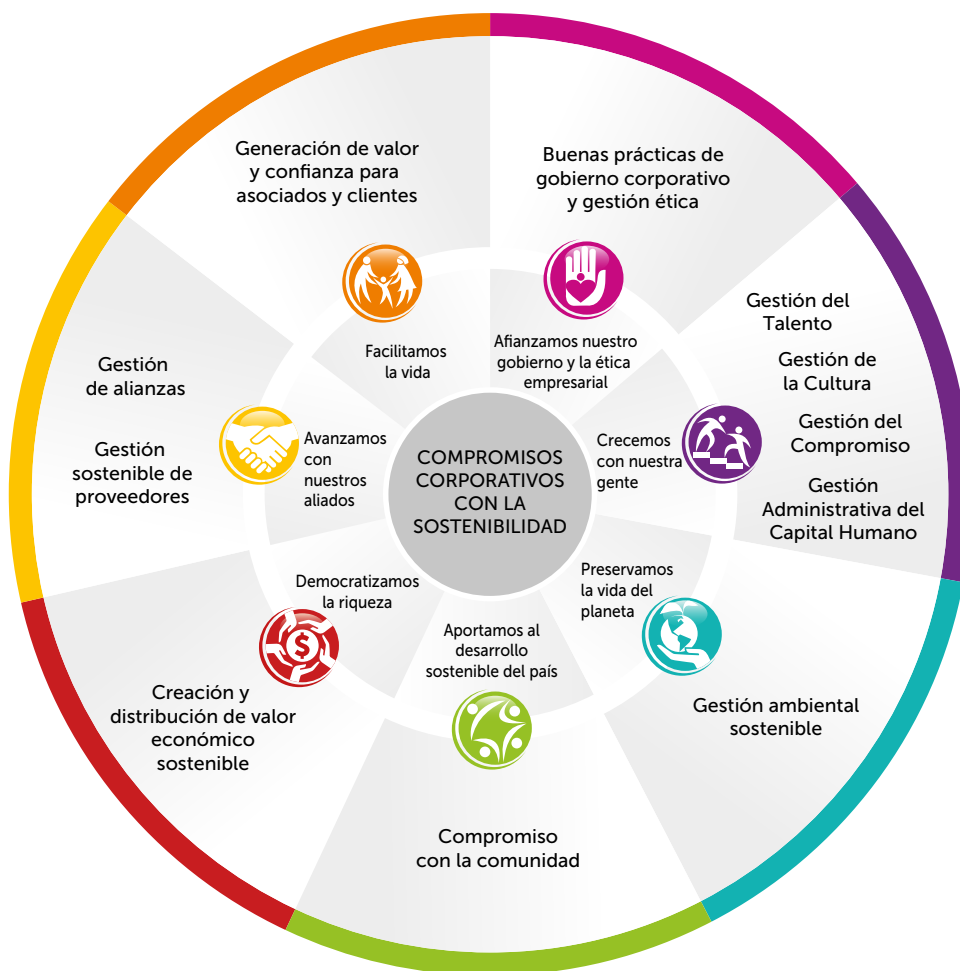 Generación de valor
y confianza para
asociados y clientes
Buenas prácticas de
gobierno corporativo
y gestión ética
Gestión del
Talento
Gestión de
la Cultura
Gestión del
Compromiso
Gestión
Administrativa del
Capital Humano
Gestión ambiental
sostenible
Compromiso
con la comunidad
Creación y
distribución de valor
económico
sostenible
Gestión
de alianzas
Gestión
sostenible de
proveedores
Facilitamos
la vida
Afianzamos nuestro
gobierno y la ética
empresarial
Crecemos
con nuestra
gente
Preservamos
la vida del
planeta
Aportamos al
desarrollo
sostenible del país
Democratizamos
la riqueza
$
Avanzamos
con
nuestros
aliados
COMPROMISOS
CORPORATIVOS
CON LA
SOSTENIBILIDAD